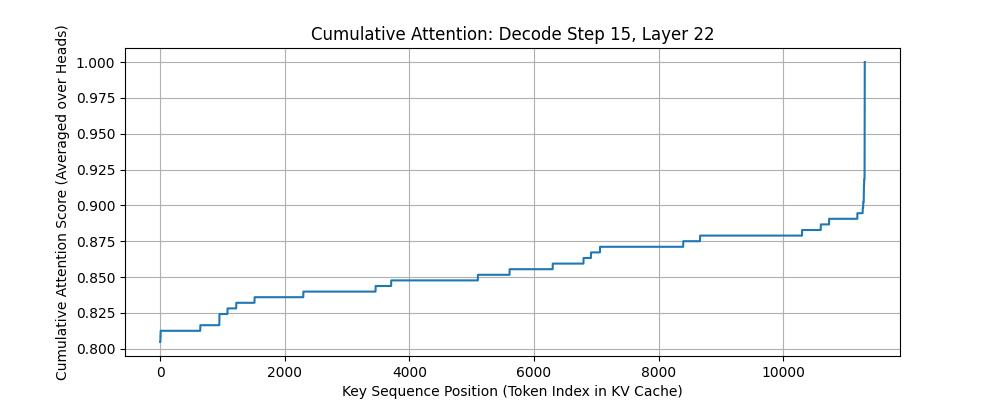 Cumulative Attention: Decode Step 15, Layer 22
Cumulative Attention Score (Averaged over Heads)
1.000
0.975
0.950
0.925
0.900
0.875
0.850
0.825
0.800
0 2000 4000 6000 8000 10000
Key Sequence Position (Token Index in KV Cache)